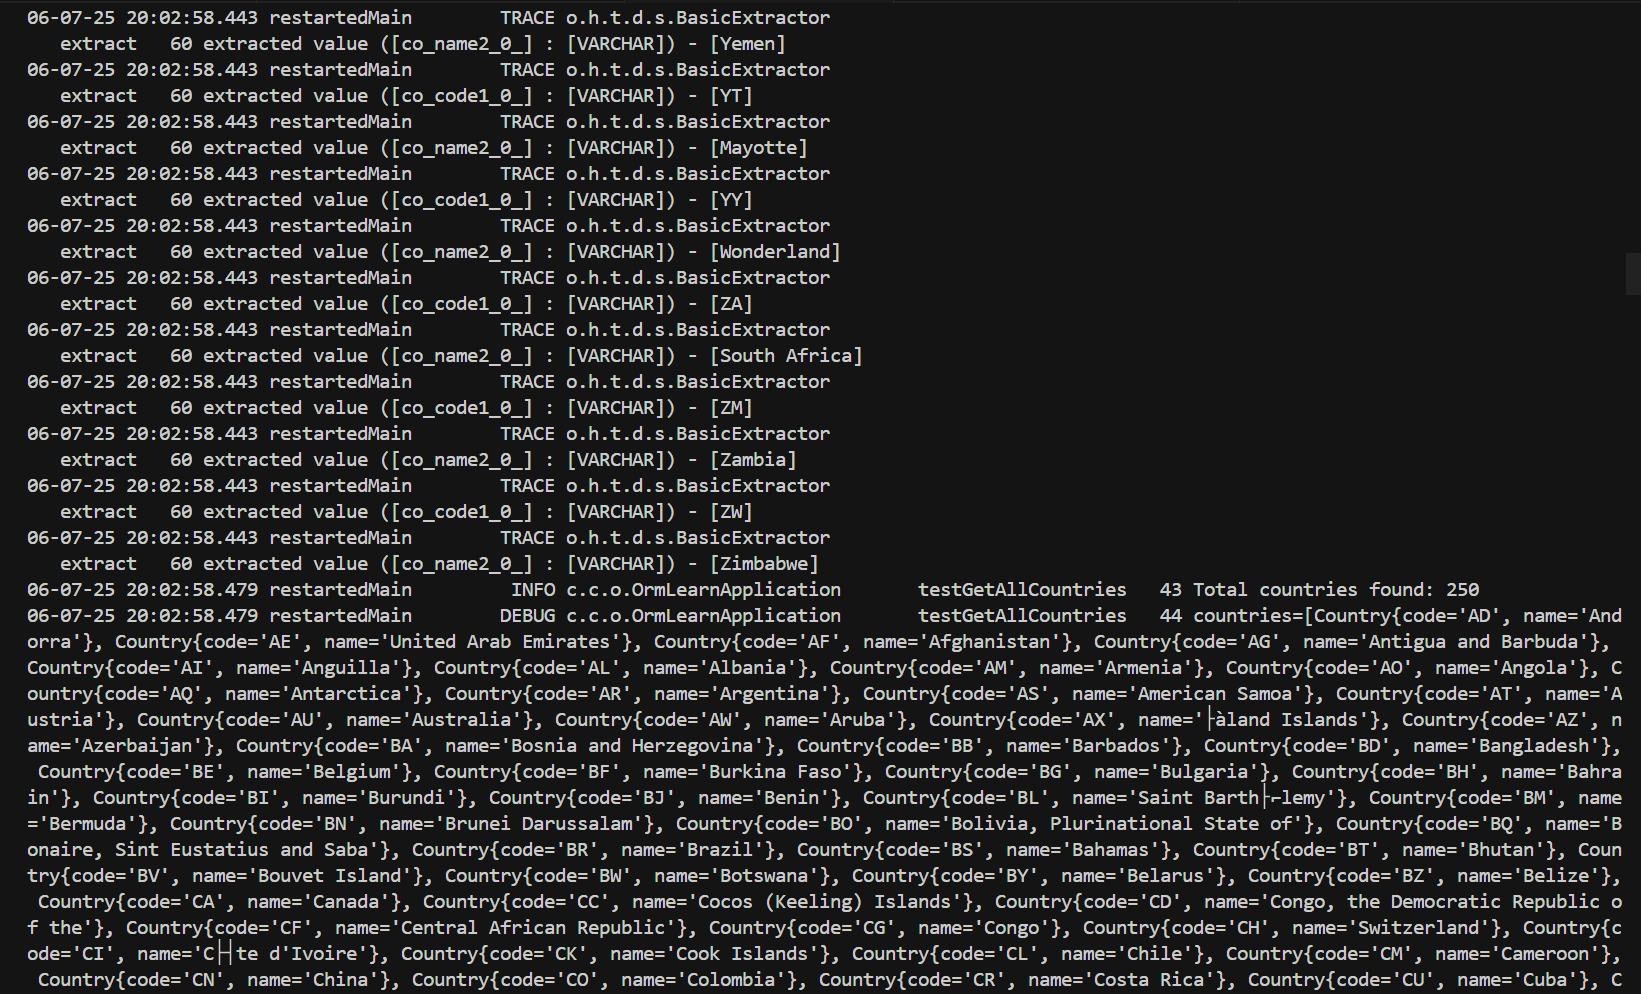 06-07-25 20:02:58.443 restartedMain        TRACE o.h.t.d.s.BasicExtractor
   extract   60 extracted value ([co_name2_0_] : [VARCHAR]) - [Yemen]
06-07-25 20:02:58.443 restartedMain        TRACE o.h.t.d.s.BasicExtractor
   extract   60 extracted value ([co_code1_0_] : [VARCHAR]) - [YT]
06-07-25 20:02:58.443 restartedMain        TRACE o.h.t.d.s.BasicExtractor
   extract   60 extracted value ([co_name2_0_] : [VARCHAR]) - [Mayotte]
06-07-25 20:02:58.443 restartedMain        TRACE o.h.t.d.s.BasicExtractor
   extract   60 extracted value ([co_code1_0_] : [VARCHAR]) - [YY]
06-07-25 20:02:58.443 restartedMain        TRACE o.h.t.d.s.BasicExtractor
   extract   60 extracted value ([co_name2_0_] : [VARCHAR]) - [Wonderland]
06-07-25 20:02:58.443 restartedMain        TRACE o.h.t.d.s.BasicExtractor
   extract   60 extracted value ([co_code1_0_] : [VARCHAR]) - [ZA]
06-07-25 20:02:58.443 restartedMain        TRACE o.h.t.d.s.BasicExtractor
   extract   60 extracted value ([co_name2_0_] : [VARCHAR]) - [South Africa]
06-07-25 20:02:58.443 restartedMain        TRACE o.h.t.d.s.BasicExtractor
   extract   60 extracted value ([co_code1_0_] : [VARCHAR]) - [ZM]
06-07-25 20:02:58.443 restartedMain        TRACE o.h.t.d.s.BasicExtractor
   extract   60 extracted value ([co_name2_0_] : [VARCHAR]) - [Zambia]
06-07-25 20:02:58.443 restartedMain        TRACE o.h.t.d.s.BasicExtractor
   extract   60 extracted value ([co_code1_0_] : [VARCHAR]) - [ZW]
06-07-25 20:02:58.443 restartedMain        TRACE o.h.t.d.s.BasicExtractor
   extract   60 extracted value ([co_name2_0_] : [VARCHAR]) - [Zimbabwe]
06-07-25 20:02:58.479 restartedMain         INFO c.c.o.OrmLearnApplication       testGetAllCountries   43 Total countries found: 250
06-07-25 20:02:58.479 restartedMain        DEBUG c.c.o.OrmLearnApplication       testGetAllCountries   44 countries=[Country{code='AD', name='And
orra'}, Country{code='AE', name='United Arab Emirates'}, Country{code='AF', name='Afghanistan'}, Country{code='AG', name='Antigua and Barbuda'},
Country{code='AI', name='Anguilla'}, Country{code='AL', name='Albania'}, Country{code='AM', name='Armenia'}, Country{code='AO', name='Angola'}, C
ountry{code='AQ', name='Antarctica'}, Country{code='AR', name='Argentina'}, Country{code='AS', name='American Samoa'}, Country{code='AT', name='A
ustria'}, Country{code='AU', name='Australia'}, Country{code='AW', name='Aruba'}, Country{code='AX', name='├àland Islands'}, Country{code='AZ', n
ame='Azerbaijan'}, Country{code='BA', name='Bosnia and Herzegovina'}, Country{code='BB', name='Barbados'}, Country{code='BD', name='Bangladesh'},
 Country{code='BE', name='Belgium'}, Country{code='BF', name='Burkina Faso'}, Country{code='BG', name='Bulgaria'}, Country{code='BH', name='Bahra
in'}, Country{code='BI', name='Burundi'}, Country{code='BJ', name='Benin'}, Country{code='BL', name='Saint Barth├⌐lemy'}, Country{code='BM', name
='Bermuda'}, Country{code='BN', name='Brunei Darussalam'}, Country{code='BO', name='Bolivia, Plurinational State of'}, Country{code='BQ', name='B
onaire, Sint Eustatius and Saba'}, Country{code='BR', name='Brazil'}, Country{code='BS', name='Bahamas'}, Country{code='BT', name='Bhutan'}, Coun
try{code='BV', name='Bouvet Island'}, Country{code='BW', name='Botswana'}, Country{code='BY', name='Belarus'}, Country{code='BZ', name='Belize'},
 Country{code='CA', name='Canada'}, Country{code='CC', name='Cocos (Keeling) Islands'}, Country{code='CD', name='Congo, the Democratic Republic o
f the'}, Country{code='CF', name='Central African Republic'}, Country{code='CG', name='Congo'}, Country{code='CH', name='Switzerland'}, Country{c
ode='CI', name='C├┤te d'Ivoire'}, Country{code='CK', name='Cook Islands'}, Country{code='CL', name='Chile'}, Country{code='CM', name='Cameroon'},
 Country{code='CN', name='China'}, Country{code='CO', name='Colombia'}, Country{code='CR', name='Costa Rica'}, Country{code='CU', name='Cuba'}, C